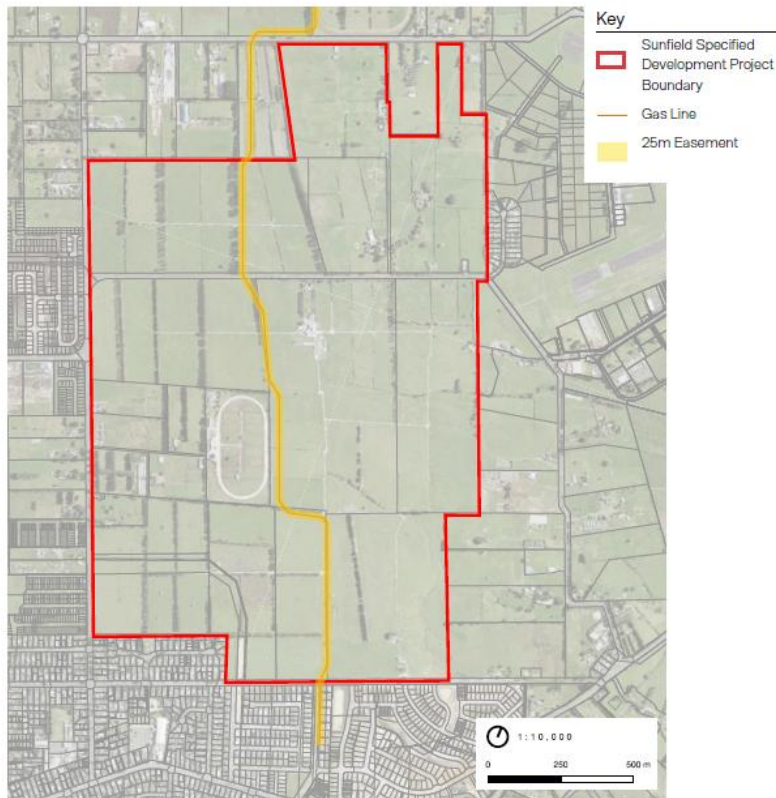 Key
Sunfield Specified
Development Project
Boundary
Gas Line
25m Easement
1:10,000
0 250 500 m